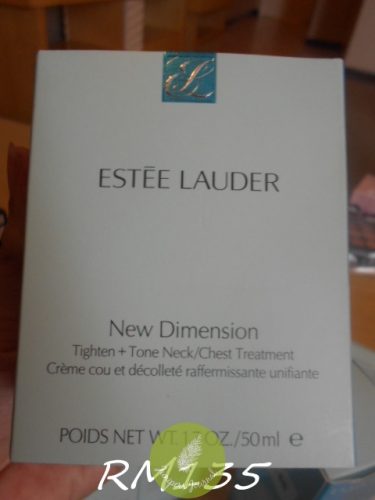 EL
ESTĒE LAUDER
New Dimension
Tighten + Tone Neck/Chest Treatment
Crème cou et décolleté raffermissante unifiante
POIDS NET WT. 1.7 OZ./50 ml ℮
RM135